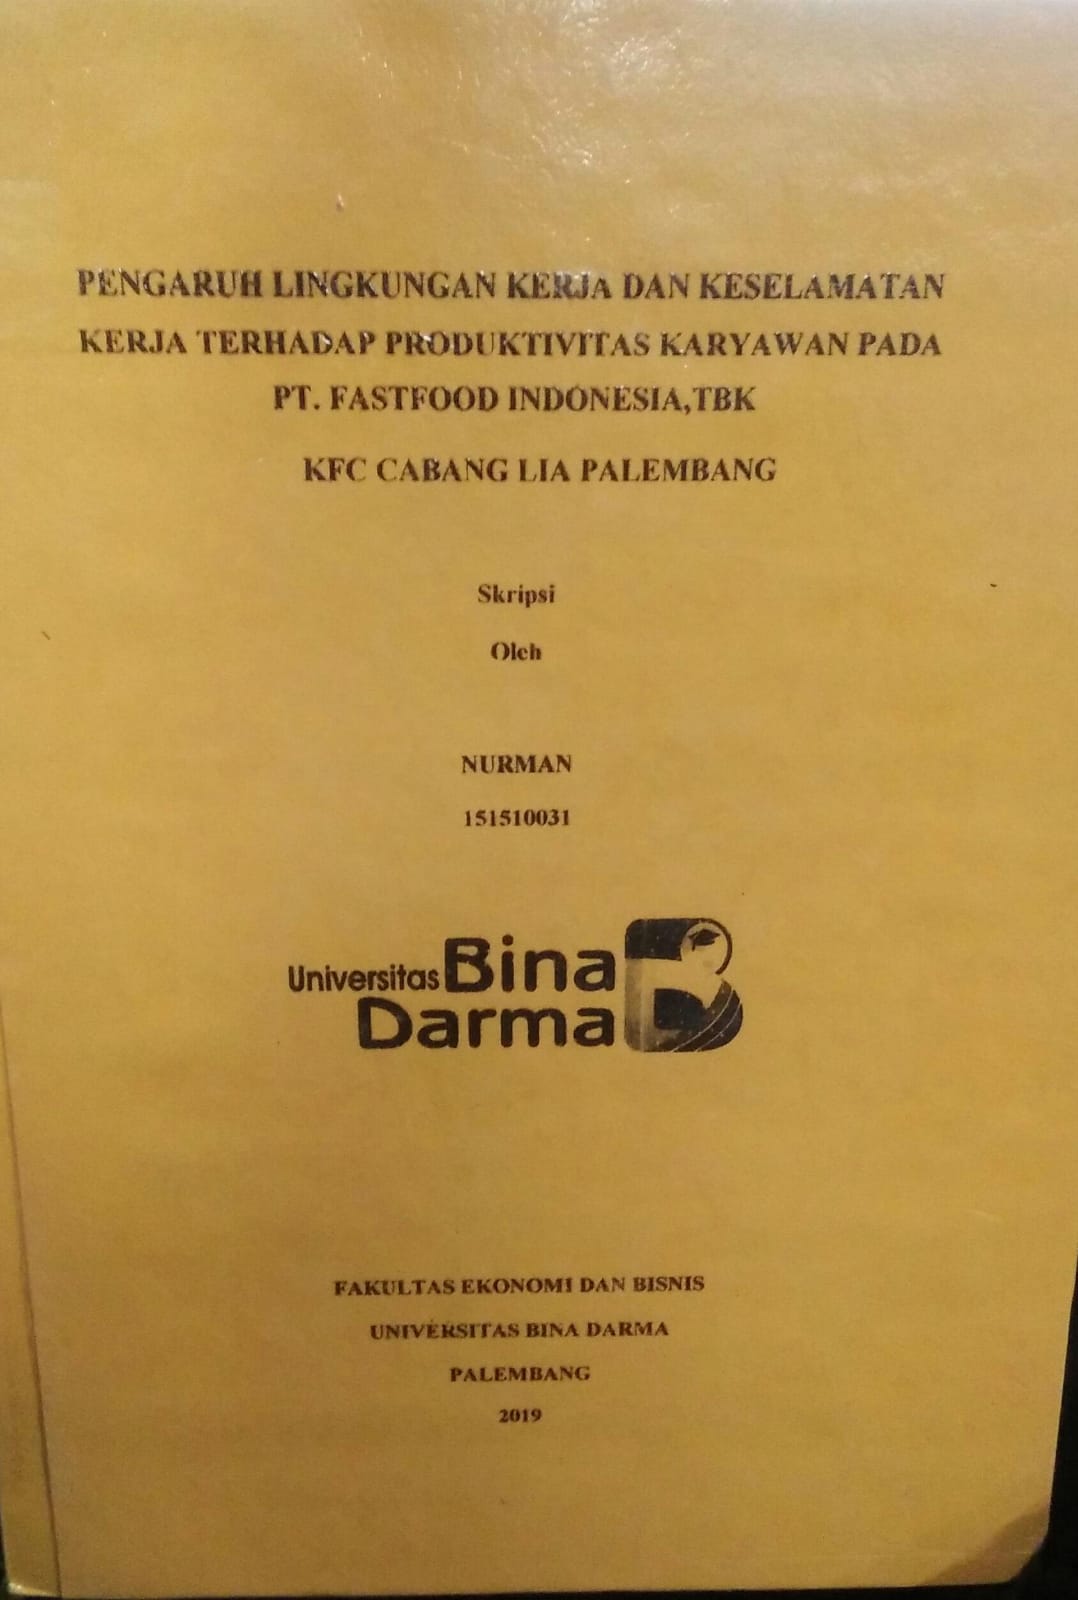 PENGARUH LINGKUNGAN KERJA DAN KESELAMATAN
KERJA TERHADAP PRODUKTIVITAS KARYAWAN PADA
PT. FASTFOOD INDONESIA,TBK
KFC CABANG LIA PALEMBANG
Skripsi
Oleh
NURMAN
151510031
Universitas Bina
Darma
FAKULTAS EKONOMI DAN BISNIS
UNIVERSITAS BINA DARMA
PALEMBANG
2019